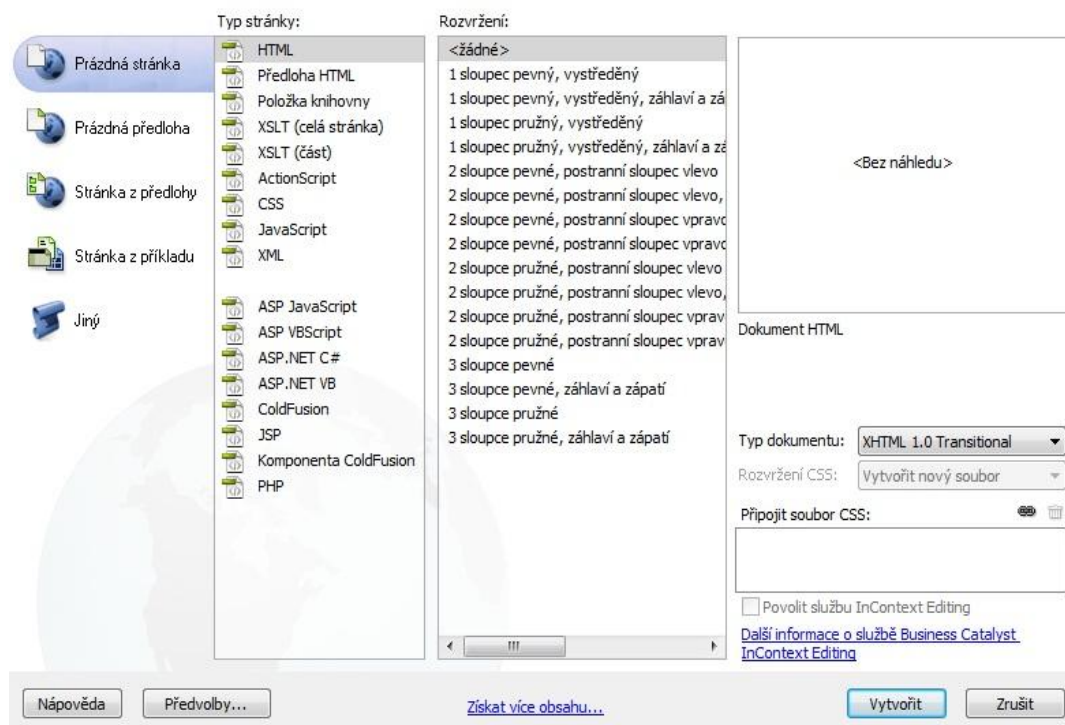 Typ stránky:
Rozvržení:
Prázdná stránka
Prázdná předloha
Stránka z předlohy
Stránka z příkladu
Jiný
HTML
Předloha HTML
Položka knihovny
XSLT (celá stránka)
XSLT (část)
ActionScript
CSS
JavaScript
XML
ASP JavaScript
ASP VBScript
ASP.NET C#
ASP.NET VB
ColdFusion
JSP
Komponenta ColdFusion
PHP
<žádné>
1 sloupec pevný, vystředěný
1 sloupec pevný, vystředěný, záhlaví a zá
1 sloupec pružný, vystředěný
1 sloupec pružný, vystředěný, záhlaví a zá
2 sloupce pevné, postranní sloupec vlevo
2 sloupce pevné, postranní sloupec vlevo,
2 sloupce pevné, postranní sloupec vpravo
2 sloupce pevné, postranní sloupec vpravo
2 sloupce pružné, postranní sloupec vlevo
2 sloupce pružné, postranní sloupec vlevo,
2 sloupce pružné, postranní sloupec vprav
2 sloupce pružné, postranní sloupec vprav
3 sloupce pevné
3 sloupce pevné, záhlaví a zápatí
3 sloupce pružné
3 sloupce pružné, záhlaví a zápatí
<Bez náhledu>
Dokument HTML
Typ dokumentu: XHTML 1.0 Transitional
Rozvržení CSS: Vytvořit nový soubor
Připojit soubor CSS:
Povolit službu InContext Editing
Další informace o službě Business Catalyst
InContext Editing
Nápověda
Předvolby...
Získat více obsahu...
Vytvořit
Zrušit